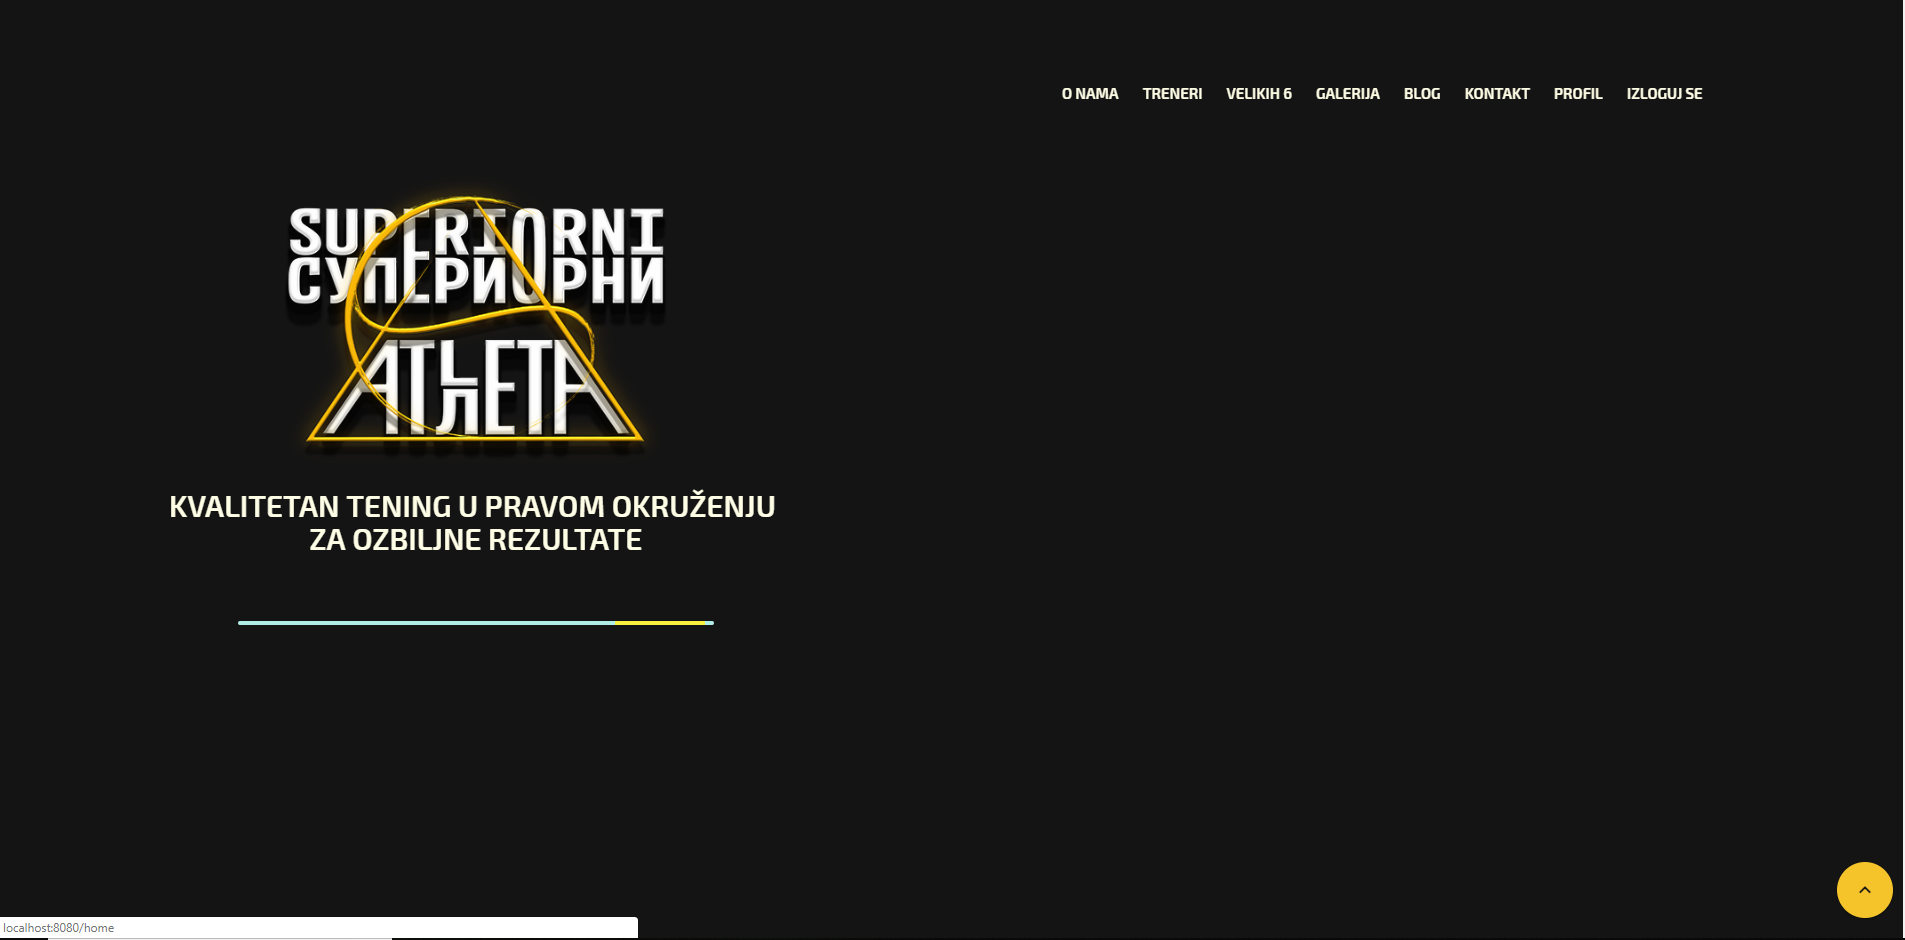 O NAMA TRENERI VELIKIH 6 GALERIJA BLOG KONTAKT PROFIL IZLOGUJ SE
SUPERIORNI
СУПЕРИОРНИ
АТЉЕТА
KVALITETAN TENING U PRAVOM OKRUŽENJU
ZA OZBILJNE REZULTATE
localhost:8080/home